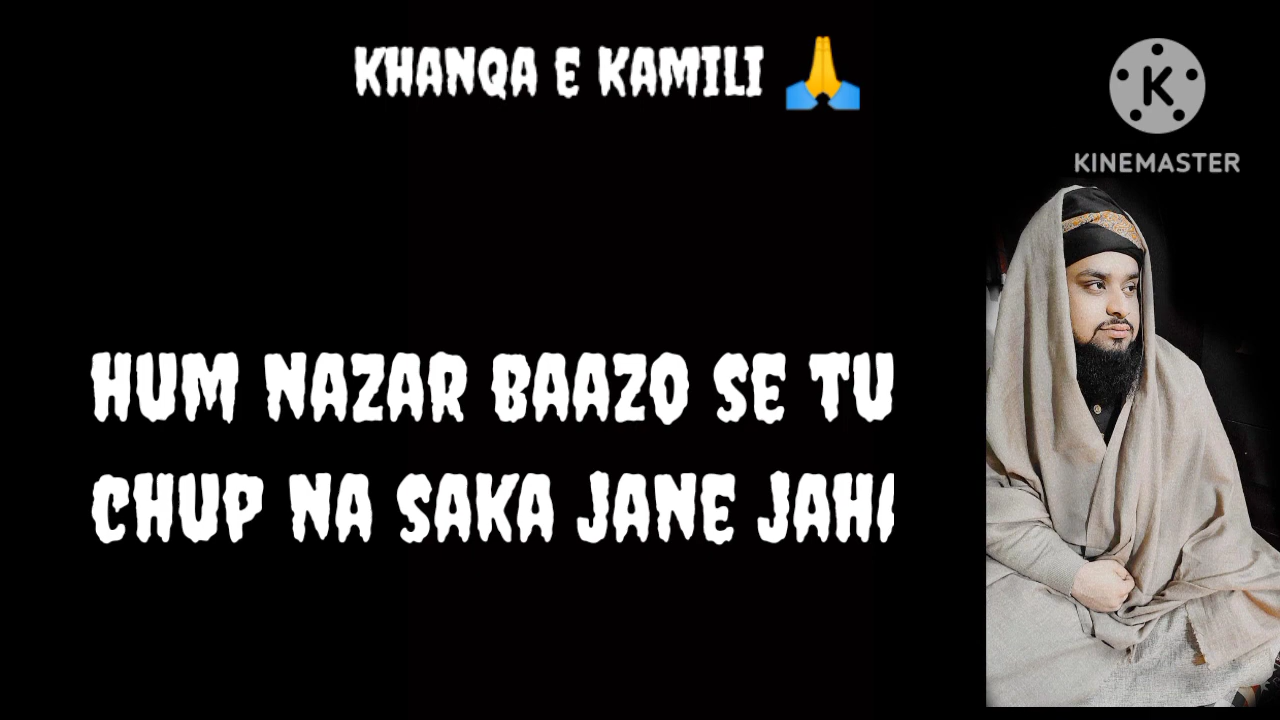 KHANQA E KAMILI 🙏
KINEMASTER
HUM NAZAR BAAZO SE TU
CHUP NA SAKA JANE